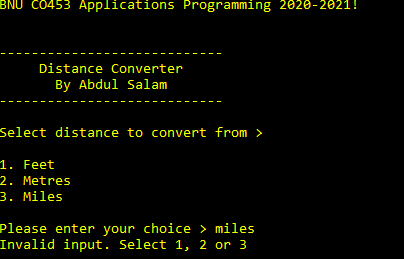 BNU CO453 Applications Programming 2020-2021!
----------------------------
Distance Converter
By Abdul Salam
----------------------------
Select distance to convert from >
1. Feet
2. Metres
3. Miles
Please enter your choice > miles
Invalid input. Select 1, 2 or 3